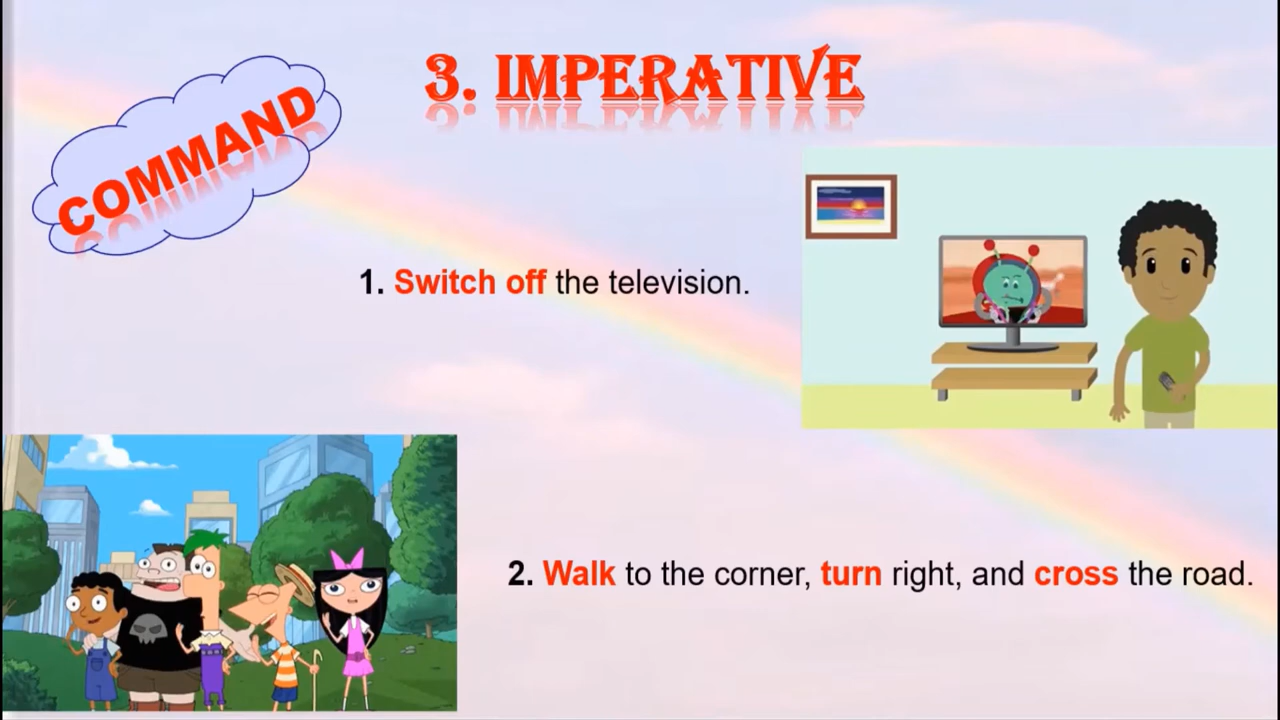 3. IMPERATIVE
COMMAND
1. Switch off the television.
2. Walk to the corner, turn right, and cross the road.